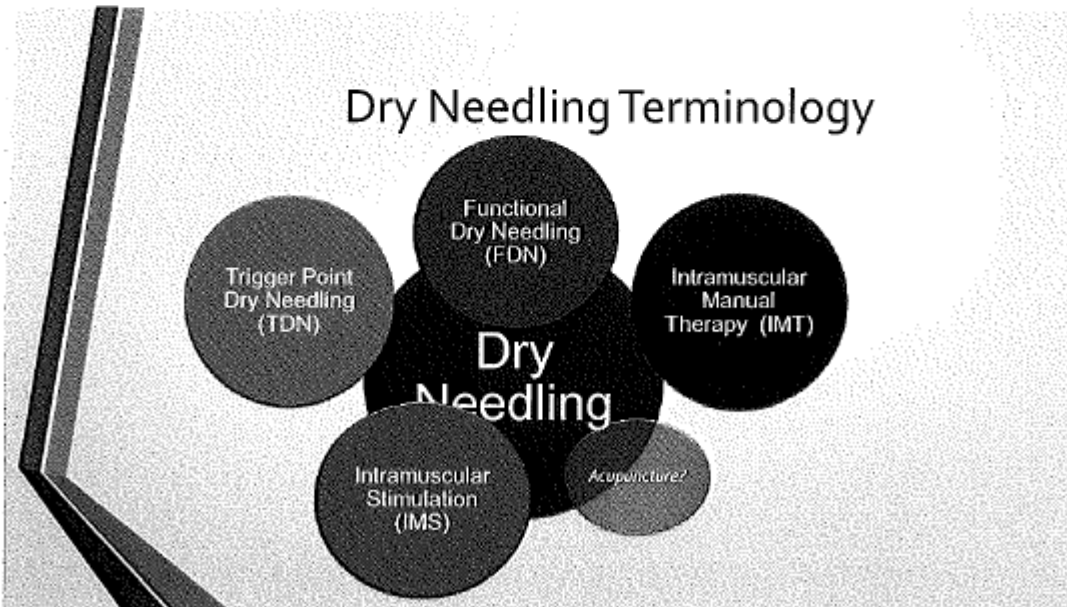 Dry Needling Terminology
Functional
Dry Needling
(FDN)
Trigger Point
Dry Needling
(TDN)
Intramuscular
Manual
Therapy (IMT)
Dry
Needling
Intramuscular
Stimulation
(IMS)
Acupuncture?